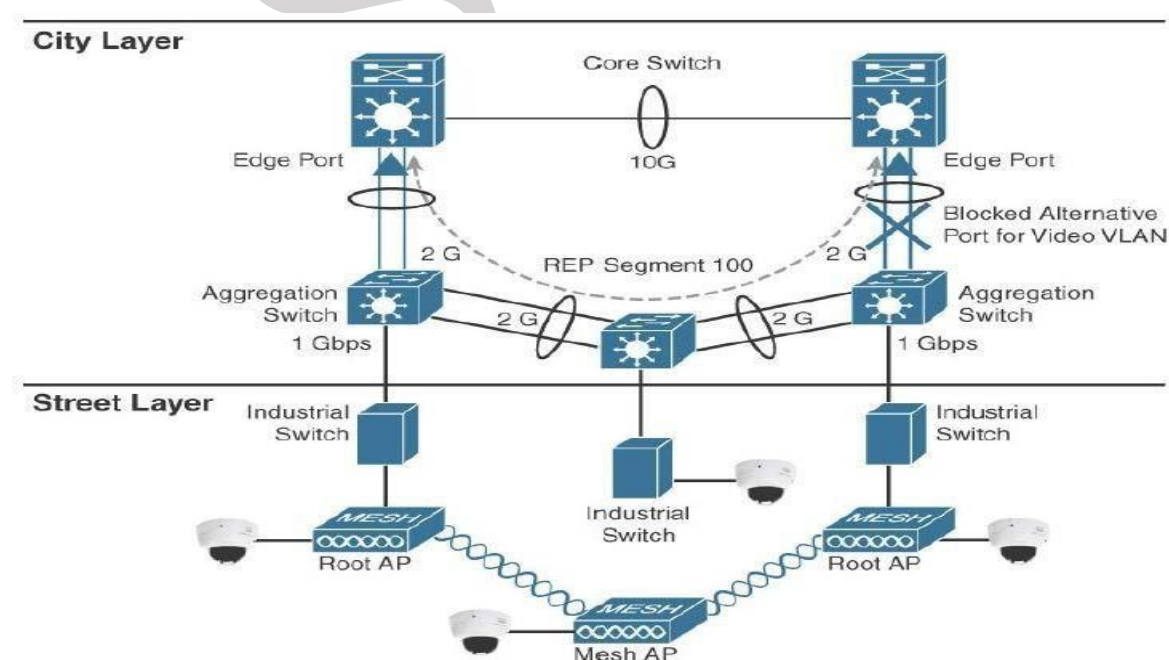 City Layer
Core Switch
Edge Port
10G
Edge Port
Blocked Alternative
Port for Video VLAN
2 G
REP Segment 100
2 G
Aggregation
Switch
2 G
2 G
Aggregation
Switch
1 Gbps
1 Gbps
Street Layer
Industrial
Switch
Industrial
Switch
Industrial
Switch
MESH
Root AP
MESH
Root AP
MESH
Mesh AP